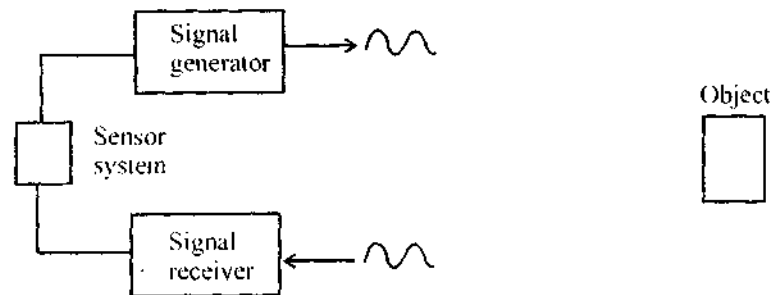 Signal
generator
Object
Sensor
system
Signal
receiver